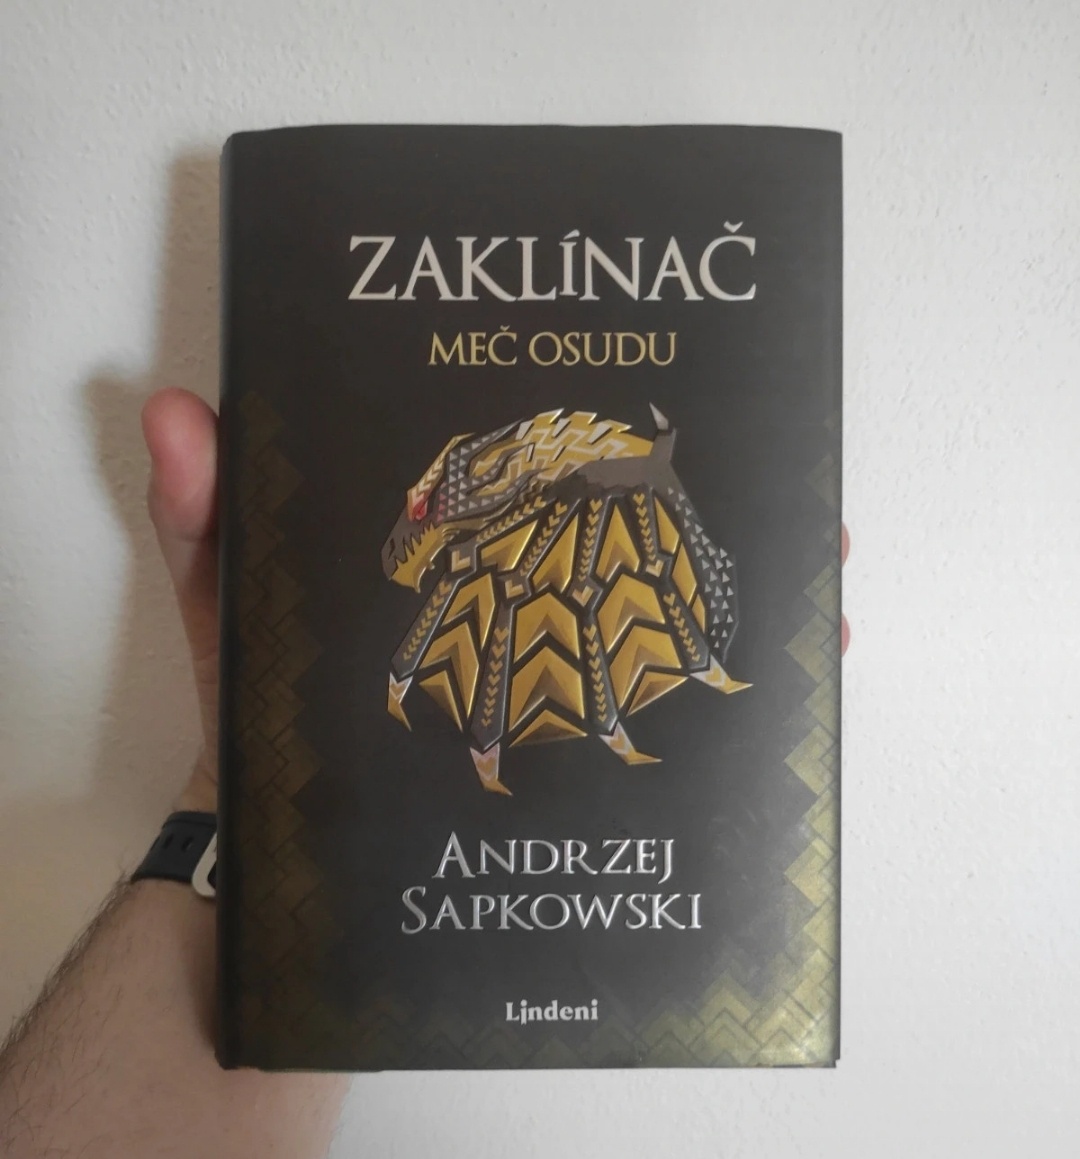 ZAKLÍNAČ
MEČ OSUDU
ANDRZEJ
SAPKOWSKI
Lindeni